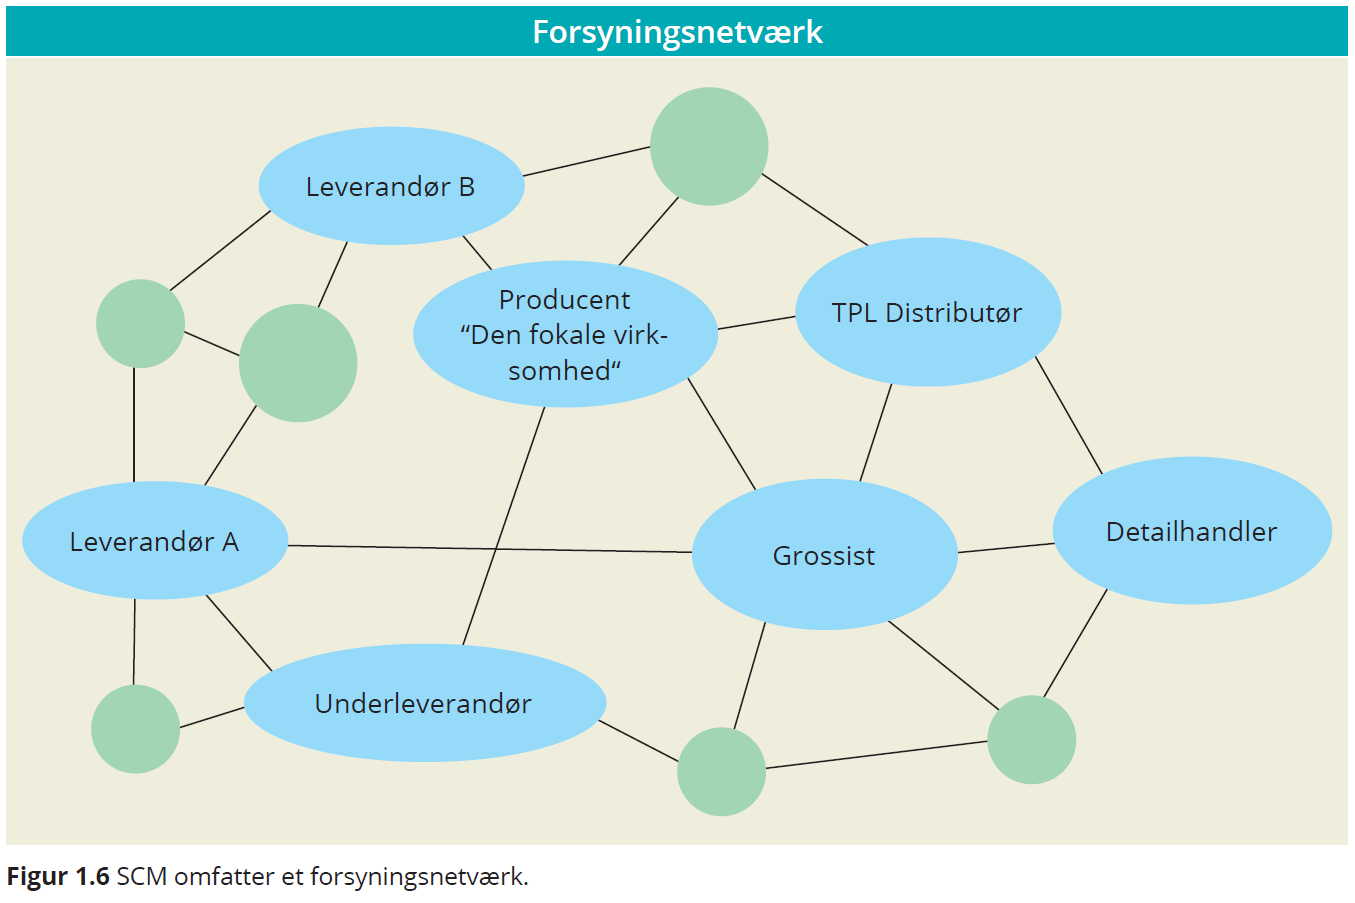 Forsyningsnetværk
Leverandør B
Producent
“Den fokale virk-
somhed“
TPL Distributør
Leverandør A
Grossist
Detailhandler
Underleverandør
Figur 1.6 SCM omfatter et forsyningsnetværk.